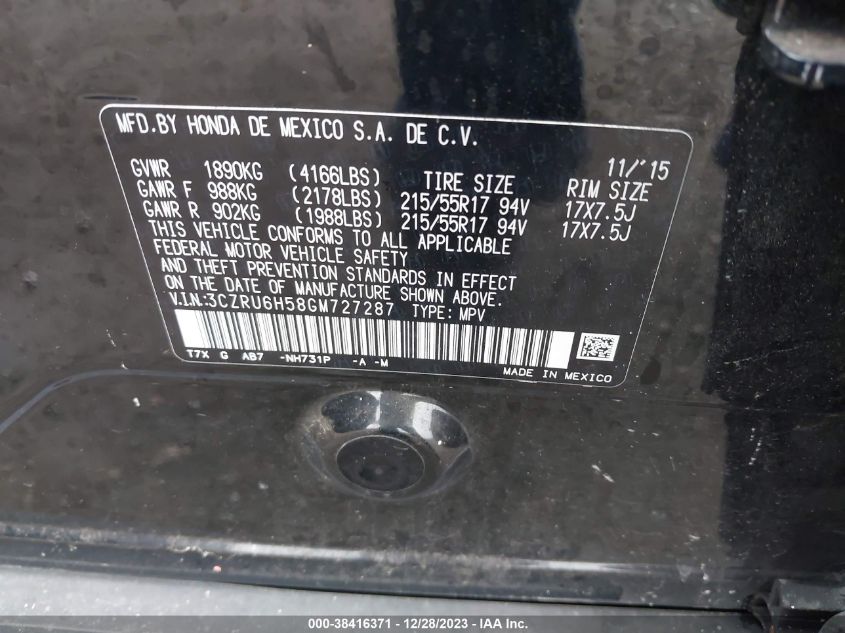 MFD.BY HONDA DE MEXICO S.A. DE C.V.
11/'15
GVWR 1890KG (4166LBS) TIRE SIZE RIM SIZE
GAWR F 988KG (2178LBS) 215/55R17 94V 17X7.5J
GAWR R 902KG (1988LBS) 215/55R17 94V 17X7.5J
THIS VEHICLE CONFORMS TO ALL APPLICABLE
FEDERAL MOTOR VEHICLE SAFETY
AND THEFT PREVENTION STANDARDS IN EFFECT
ON THE DATE OF MANUFACTURE SHOWN ABOVE.
V.I.N.:3CZRU6H58GM727287 TYPE: MPV
T7X G AB7 -NH731P -A -M
MADE IN MEXICO
000-38416371 - 12/28/2023 - IAA Inc.